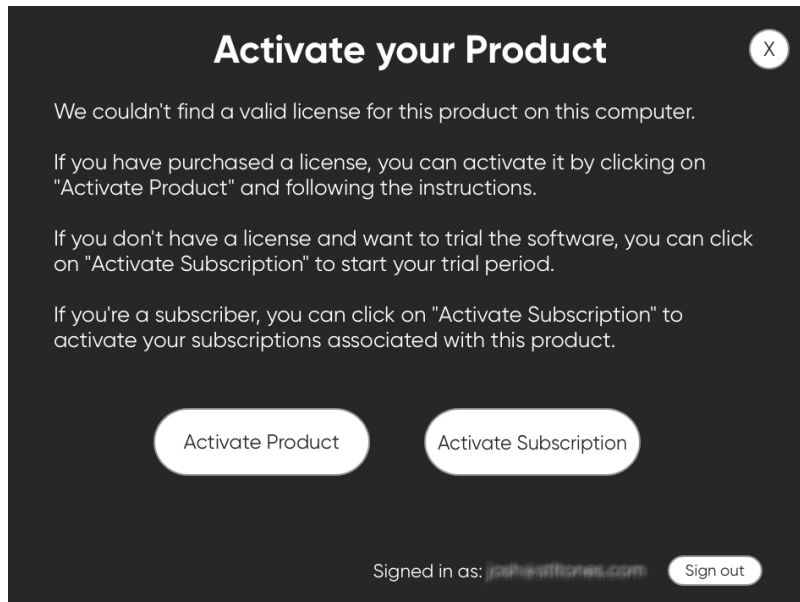 Activate your Product
X
We couldn't find a valid license for this product on this computer.
If you have purchased a license, you can activate it by clicking on
"Activate Product" and following the instructions.
If you don't have a license and want to trial the software, you can click
on "Activate Subscription" to start your trial period.
If you're a subscriber, you can click on "Activate Subscription" to
activate your subscriptions associated with this product.
Activate Product
Activate Subscription
Signed in as:
Sign out